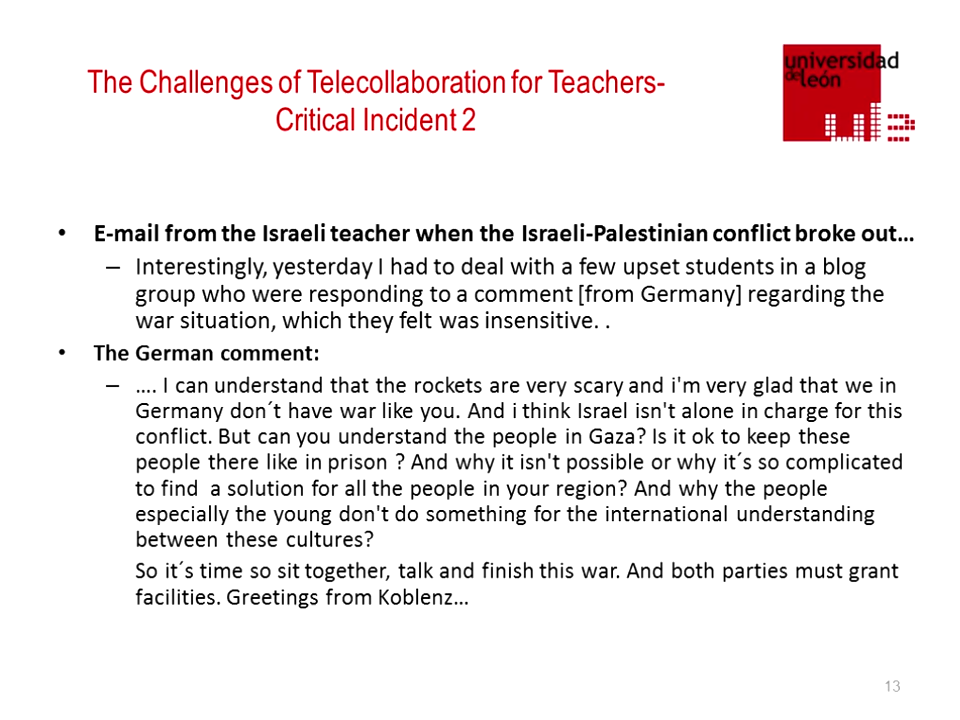 The Challenges of Telecollaboration for Teachers-
Critical Incident 2
universidad
de león
• E-mail from the Israeli teacher when the Israeli-Palestinian conflict broke out…
– Interestingly, yesterday I had to deal with a few upset students in a blog
group who were responding to a comment [from Germany] regarding the
war situation, which they felt was insensitive. .
• The German comment:
– …. I can understand that the rockets are very scary and i'm very glad that we in
Germany don´t have war like you. And i think Israel isn't alone in charge for this
conflict. But can you understand the people in Gaza? Is it ok to keep these
people there like in prison ? And why it isn't possible or why it´s so complicated
to find a solution for all the people in your region? And why the people
especially the young don't do something for the international understanding
between these cultures?
So it´s time so sit together, talk and finish this war. And both parties must grant
facilities. Greetings from Koblenz…
13